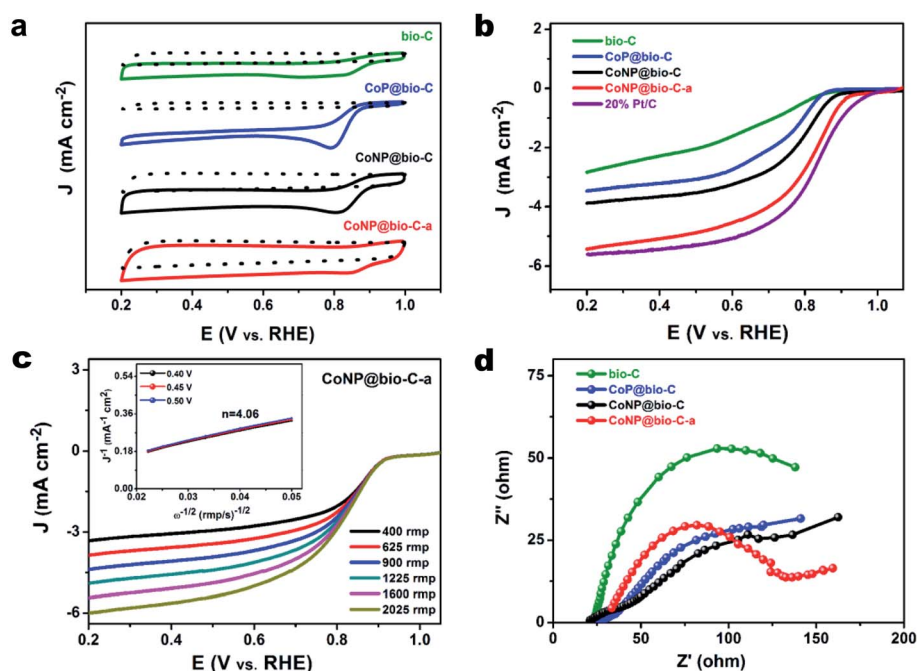 a
bio-C
CoP@bio-C
CoNP@bio-C
CoNP@bio-C-a
J (mA cm-2)
0.2 0.4 0.6 0.8 1.0
E (V vs. RHE)
b
bio-C
CoP@bio-C
CoNP@bio-C
CoNP@bio-C-a
20% Pt/C
J (mA cm-2)
2
0
-2
-4
-6
0.2 0.4 0.6 0.8 1.0
E (V vs. RHE)
c
CoNP@bio-C-a
0.40 V
0.45 V
0.50 V
n=4.06
J-1 (mA-1 cm2)
0.54
0.36
0.18
0.00
0.02 0.03 0.04 0.05
ω-1/2 (rmp/s)-1/2
400 rmp
625 rmp
900 rmp
1225 rmp
1600 rmp
2025 rmp
J (mA cm-2)
3
0
-3
-6
0.2 0.4 0.6 0.8 1.0
E (V vs. RHE)
d
bio-C
CoP@bio-C
CoNP@bio-C
CoNP@bio-C-a
Z'' (ohm)
75
50
25
0
0 50 100 150 200
Z' (ohm)